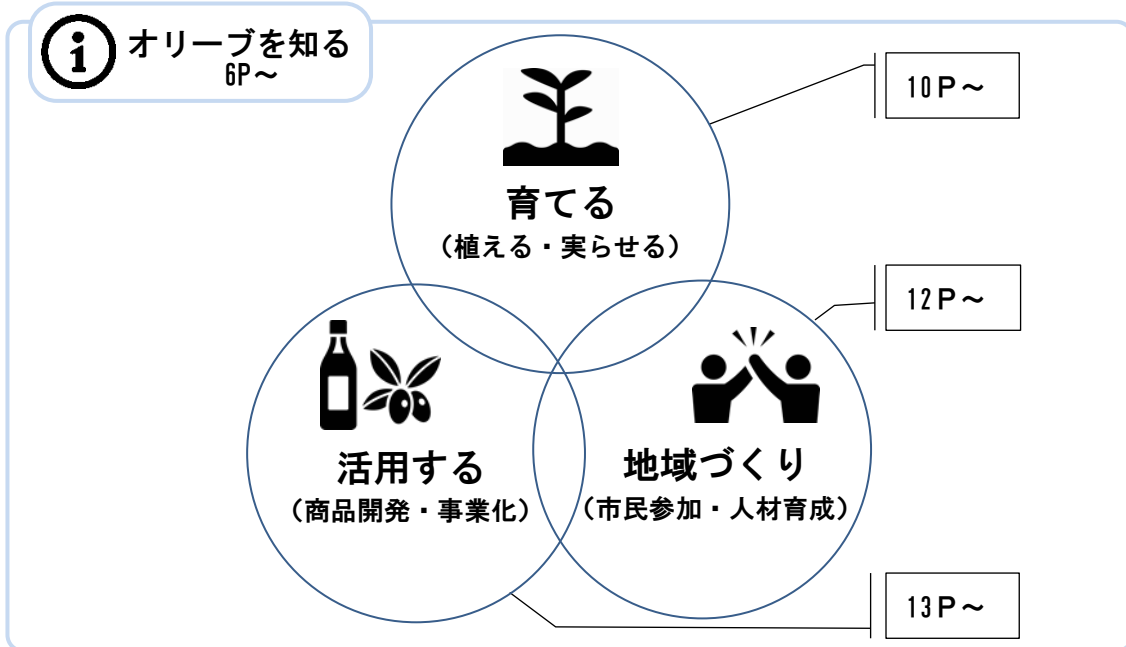 オリーブを知る
6P～
10P～
育てる
（植える・実らせる）
12P～
活用する
（商品開発・事業化）
地域づくり
（市民参加・人材育成）
13P～